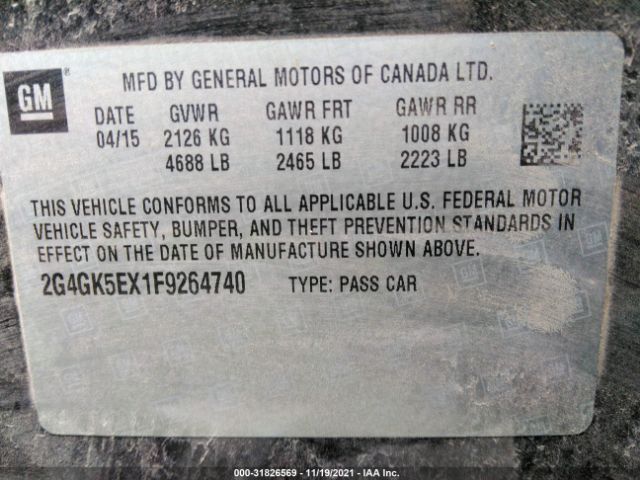 GM
MFD BY GENERAL MOTORS OF CANADA LTD.
DATE GVWR GAWR FRT GAWR RR
04/15 2126 KG 1118 KG 1008 KG
4688 LB 2465 LB 2223 LB
THIS VEHICLE CONFORMS TO ALL APPLICABLE U.S. FEDERAL MOTOR
VEHICLE SAFETY, BUMPER, AND THEFT PREVENTION STANDARDS IN
EFFECT ON THE DATE OF MANUFACTURE SHOWN ABOVE.
2G4GK5EX1F9264740 TYPE: PASS CAR
000-31826569 - 11/19/2021 - IAA Inc.